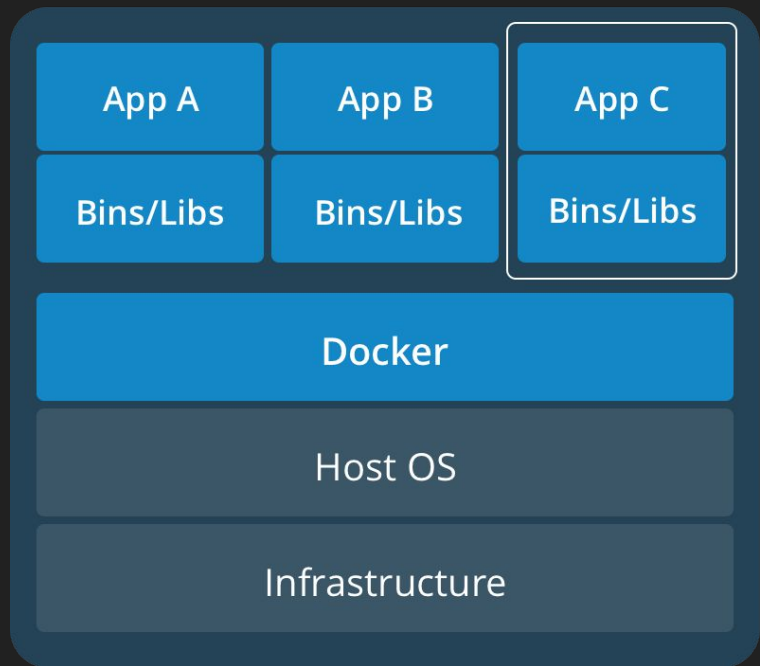 App A
App B
App C
Bins/Libs
Bins/Libs
Bins/Libs
Docker
Host OS
Infrastructure